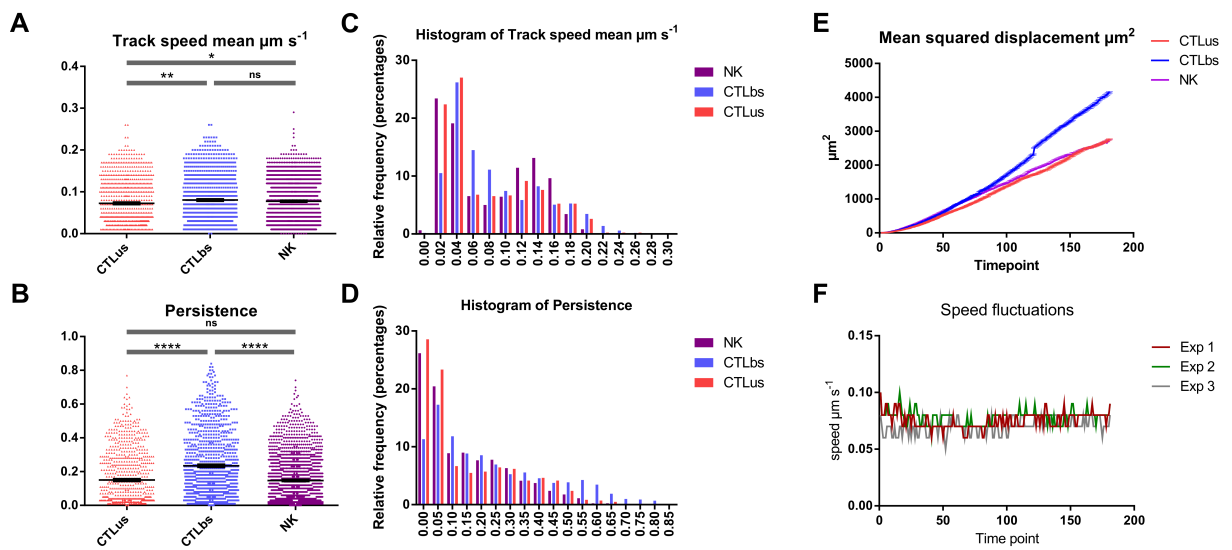 A
Track speed mean µm s-1
*
**
ns
0.4
0.3
0.2
0.1
0.0
CTLus
CTLbs
NK
B
Persistence
ns
****
****
1.0
0.8
0.6
0.4
0.2
0.0
CTLus
CTLbs
NK
C
Histogram of Track speed mean µm s-1
Relative frequency (percentages)
30
20
10
0
0.00 0.02 0.04 0.06 0.08 0.10 0.12 0.14 0.16 0.18 0.20 0.22 0.24 0.26 0.28 0.30
NK
CTLbs
CTLus
D
Histogram of Persistence
Relative frequency (percentages)
30
20
10
0
0.00 0.05 0.10 0.15 0.20 0.25 0.30 0.35 0.40 0.45 0.50 0.55 0.60 0.65 0.70 0.75 0.80 0.85
NK
CTLbs
CTLus
E
Mean squared displacement µm2
µm2
5000
4000
3000
2000
1000
0
0 50 100 150 200
Timepoint
CTLus
CTLbs
NK
F
Speed fluctuations
speed µm s-1
0.15
0.10
0.05
0.00
0 50 100 150 200
Time point
Exp 1
Exp 2
Exp 3